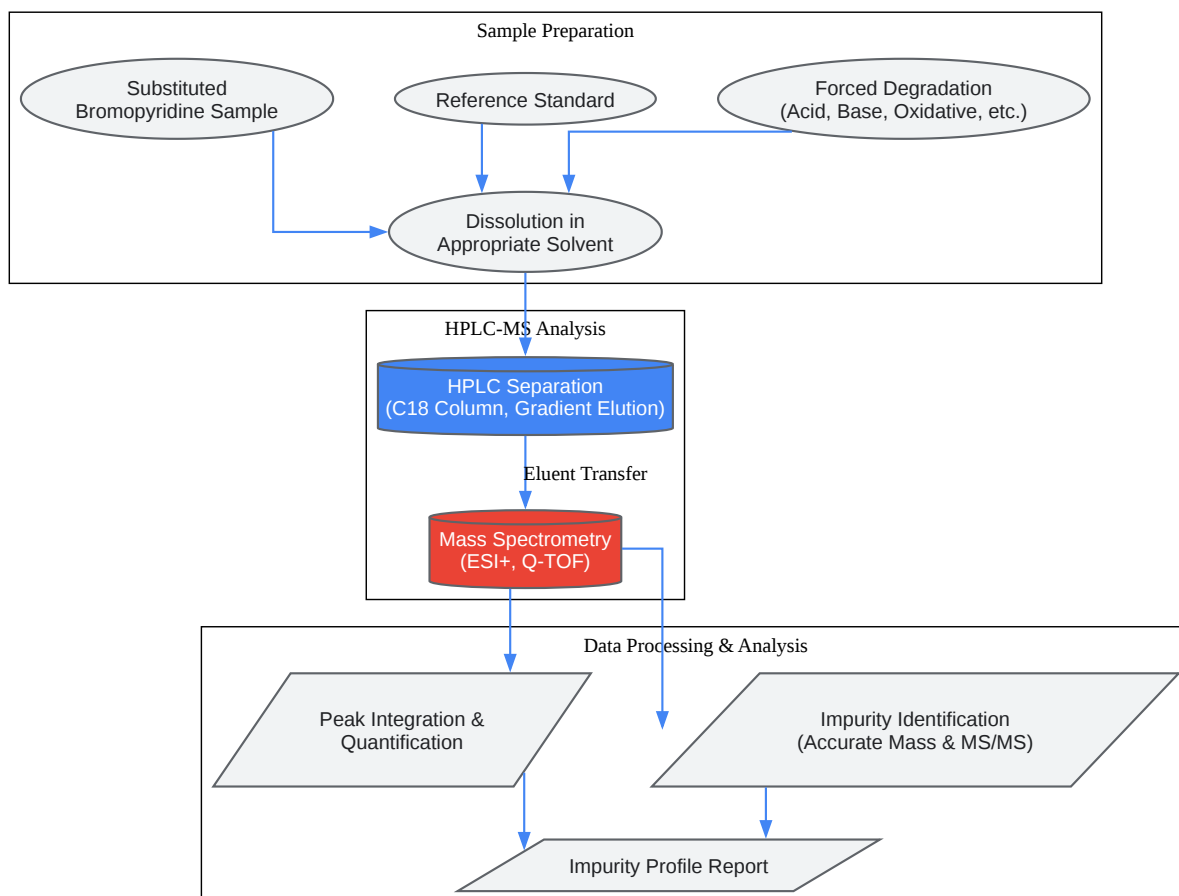 Sample Preparation
Substituted
Bromopyridine Sample
Reference Standard
Forced Degradation
(Acid, Base, Oxidative, etc.)
Dissolution in
Appropriate Solvent
HPLC-MS Analysis
HPLC Separation
(C18 Column, Gradient Elution)
Eluent Transfer
Mass Spectrometry
(ESI+, Q-TOF)
Data Processing & Analysis
Peak Integration &
Quantification
Impurity Identification
(Accurate Mass & MS/MS)
Impurity Profile Report